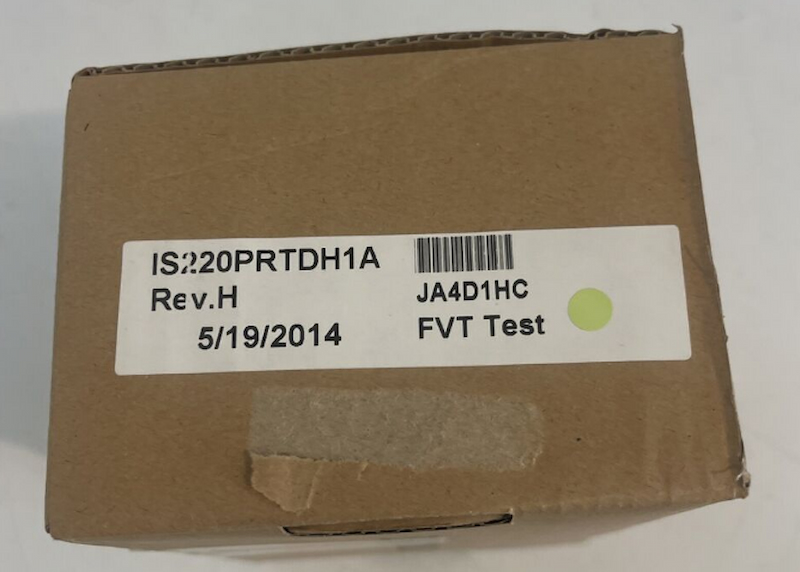 IS220PRTDH1A
Rev.H
5/19/2014
JA4D1HC
FVT Test